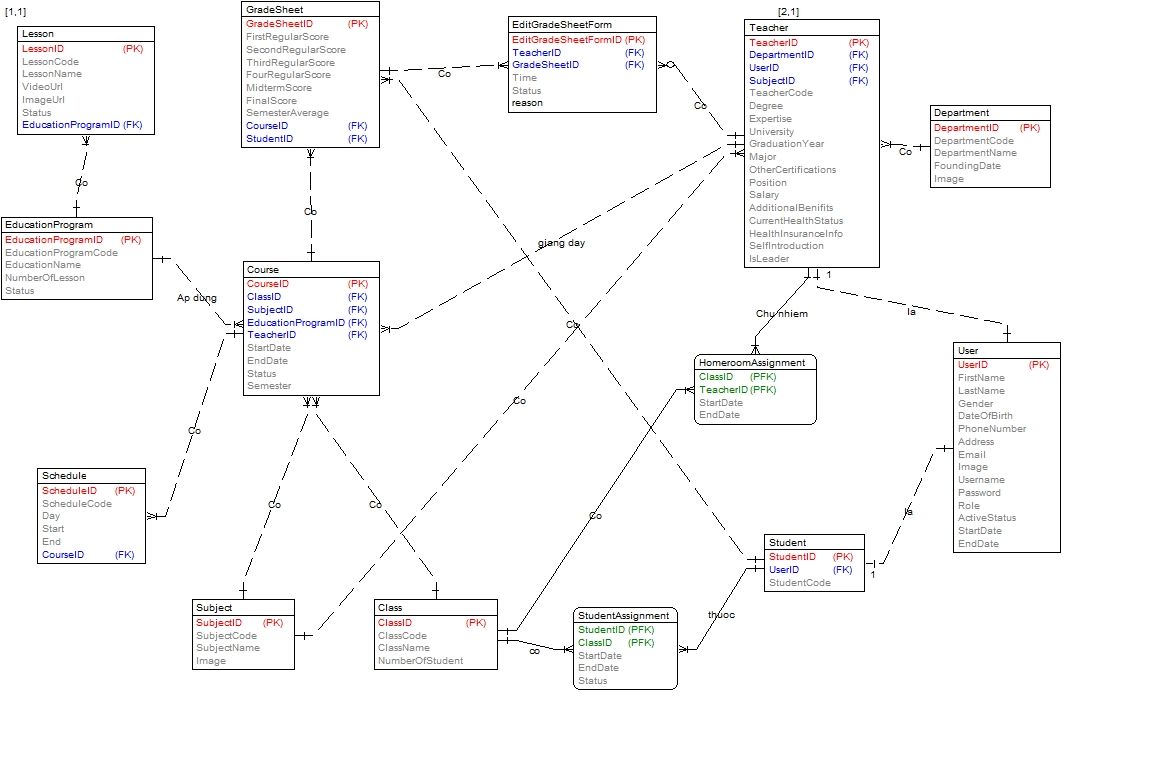 [1,1]
Lesson
LessonID (PK)
LessonCode
LessonName
VideoUrl
ImageUrl
Status
EducationProgramID (FK)
GradeSheet
GradeSheetID (PK)
FirstRegularScore
SecondRegularScore
ThirdRegularScore
FourRegularScore
MidtermScore
FinalScore
SemesterAverage
CourseID (FK)
StudentID (FK)
Co
EditGradeSheetForm
EditGradeSheetFormID (PK)
TeacherID (FK)
GradeSheetID (FK)
Time
Status
reason
Co
[2,1]
Teacher
TeacherID (PK)
DepartmentID (FK)
UserID (FK)
SubjectID (FK)
TeacherCode
Degree
Expertise
University
GraduationYear
Major
OtherCertifications
Position
Salary
AdditionalBenifits
CurrentHealthStatus
HealthInsuranceInfo
SelfIntroduction
IsLeader
Co
Department
DepartmentID (PK)
DepartmentCode
DepartmentName
FoundingDate
Image
Co
Co
giang day
EducationProgram
EducationProgramID (PK)
EducationProgramCode
EducationName
NumberOfLesson
Status
Ap dung
Course
CourseID (PK)
ClassID (FK)
SubjectID (FK)
EducationProgramID (FK)
TeacherID (FK)
StartDate
EndDate
Status
Semester
Co
Co
1
Chu nhiem
la
HomeroomAssignment
ClassID (PFK)
TeacherID (PFK)
StartDate
EndDate
User
UserID (PK)
FirstName
LastName
Gender
DateOfBirth
PhoneNumber
Address
Email
Image
Username
Password
Role
ActiveStatus
StartDate
EndDate
Co
Schedule
ScheduleID (PK)
ScheduleCode
Day
Start
End
CourseID (FK)
Co
Co
Co
la
Student
StudentID (PK)
UserID (FK)
StudentCode
1
Subject
SubjectID (PK)
SubjectCode
SubjectName
Image
Class
ClassID (PK)
ClassCode
ClassName
NumberOfStudent
co
StudentAssignment
StudentID (PFK)
ClassID (PFK)
StartDate
EndDate
Status
thuoc